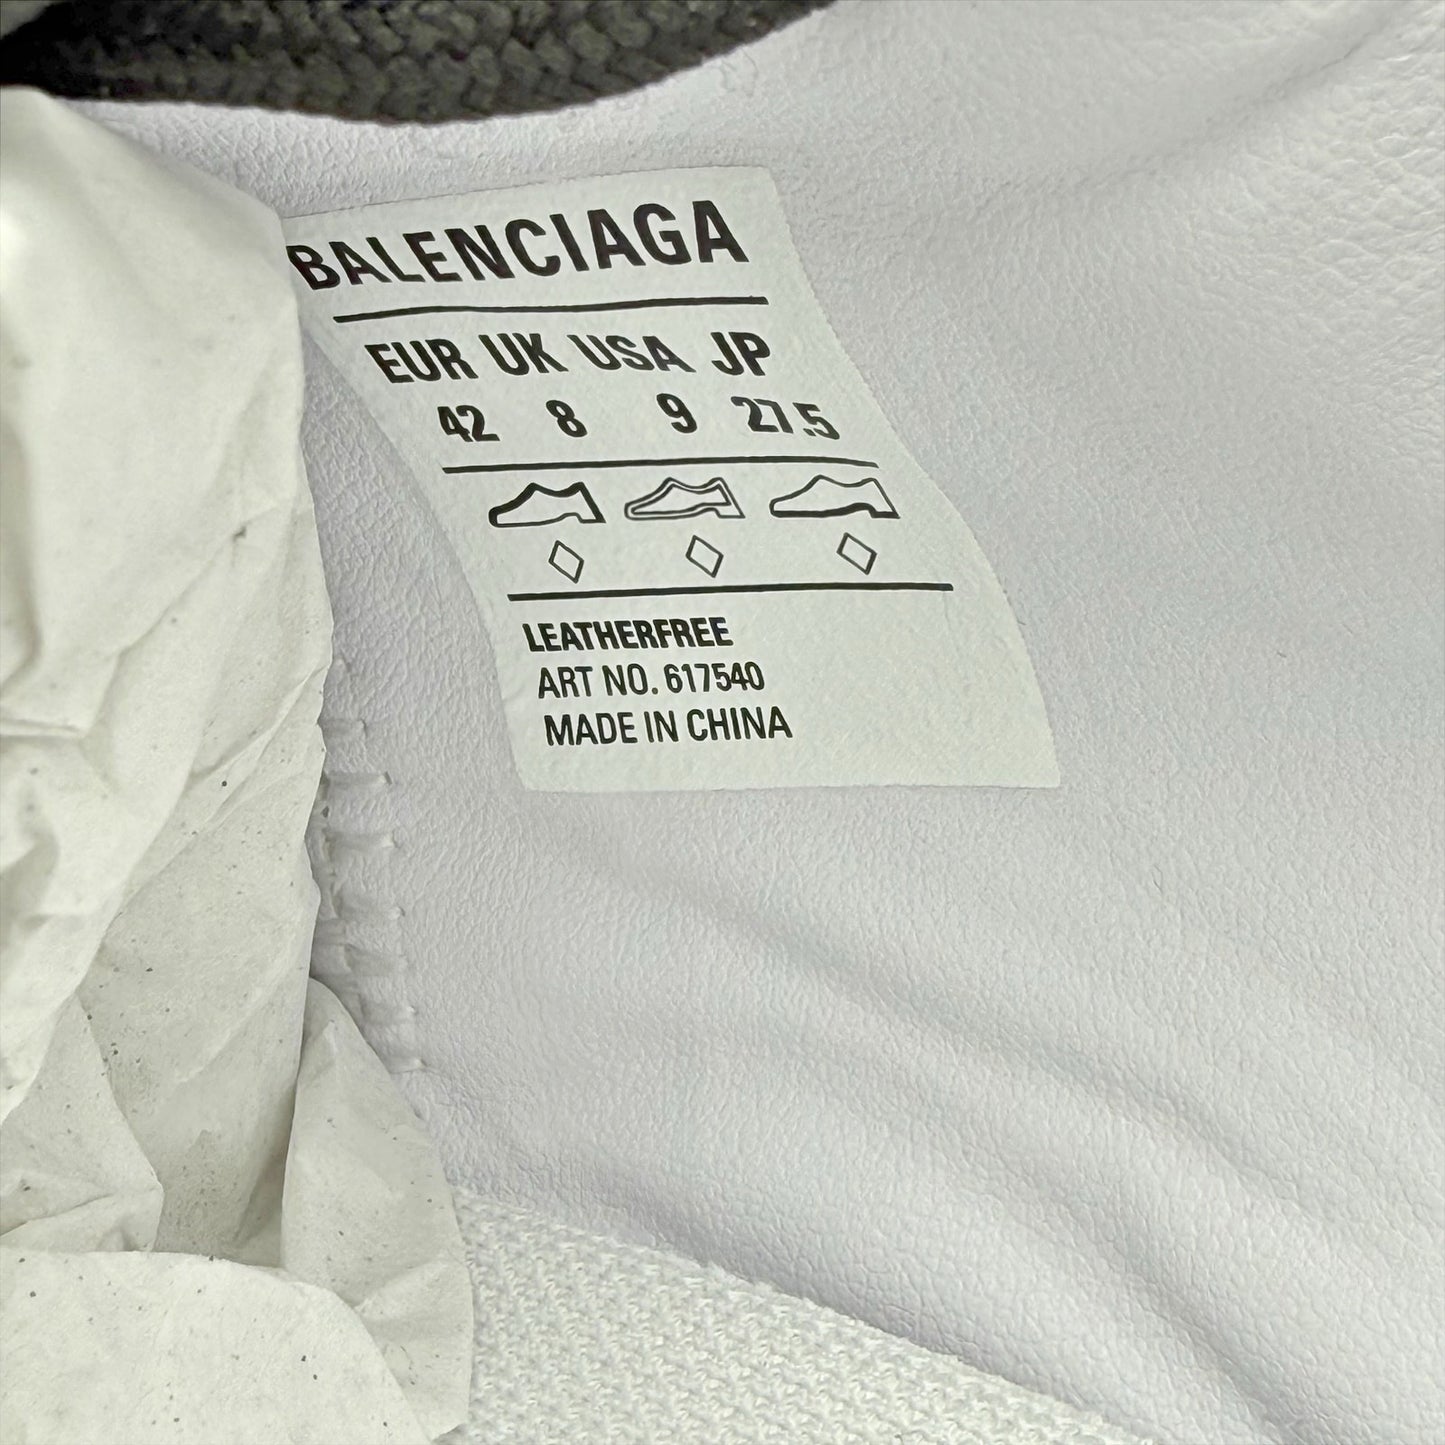 BALENCIAGA
EUR UK USA JP
42 8 9 27.5
LEATHERFREE
ART NO. 617540
MADE IN CHINA